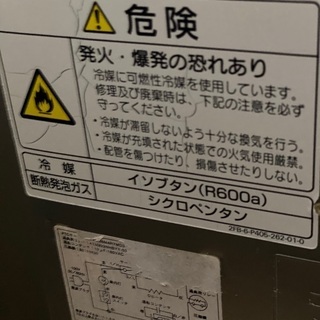 危険
発火・爆発の恐れあり
冷媒に可燃性冷媒を使用しています。
修理及び廃棄時は、下記の注意を必ず
守ってください。
・冷媒が滞留しないよう十分な換気を行う。
・冷媒が充填された状態での火気使用厳禁。
・配管を傷つけたり、損傷させたりしない。
冷媒 イソブタン(R600a)
断熱発泡ガス シクロペンタン
2FB-6-P405-262-01-0